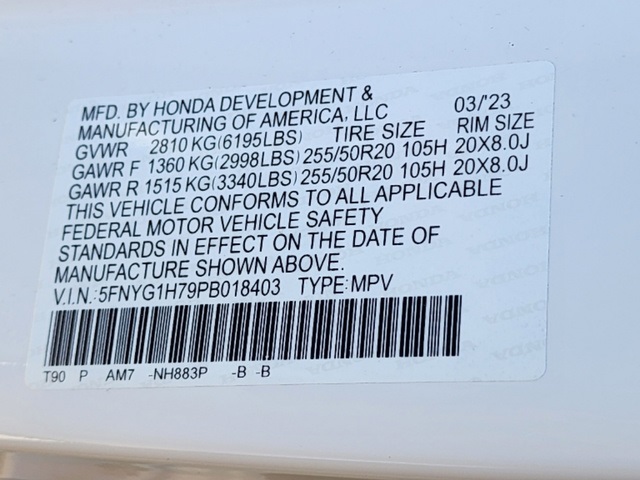 MFD. BY HONDA DEVELOPMENT &
MANUFACTURING OF AMERICA, LLC 03/'23
GVWR 2810 KG(6195LBS) TIRE SIZE RIM SIZE
GAWR F 1360 KG(2998LBS) 255/50R20 105H 20X8.0J
GAWR R 1515 KG(3340LBS) 255/50R20 105H 20X8.0J
THIS VEHICLE CONFORMS TO ALL APPLICABLE
FEDERAL MOTOR VEHICLE SAFETY
STANDARDS IN EFFECT ON THE DATE OF
MANUFACTURE SHOWN ABOVE.
V.I.N.:5FNYG1H79PB018403 TYPE:MPV
T90 P AM7 -NH883P -B -B